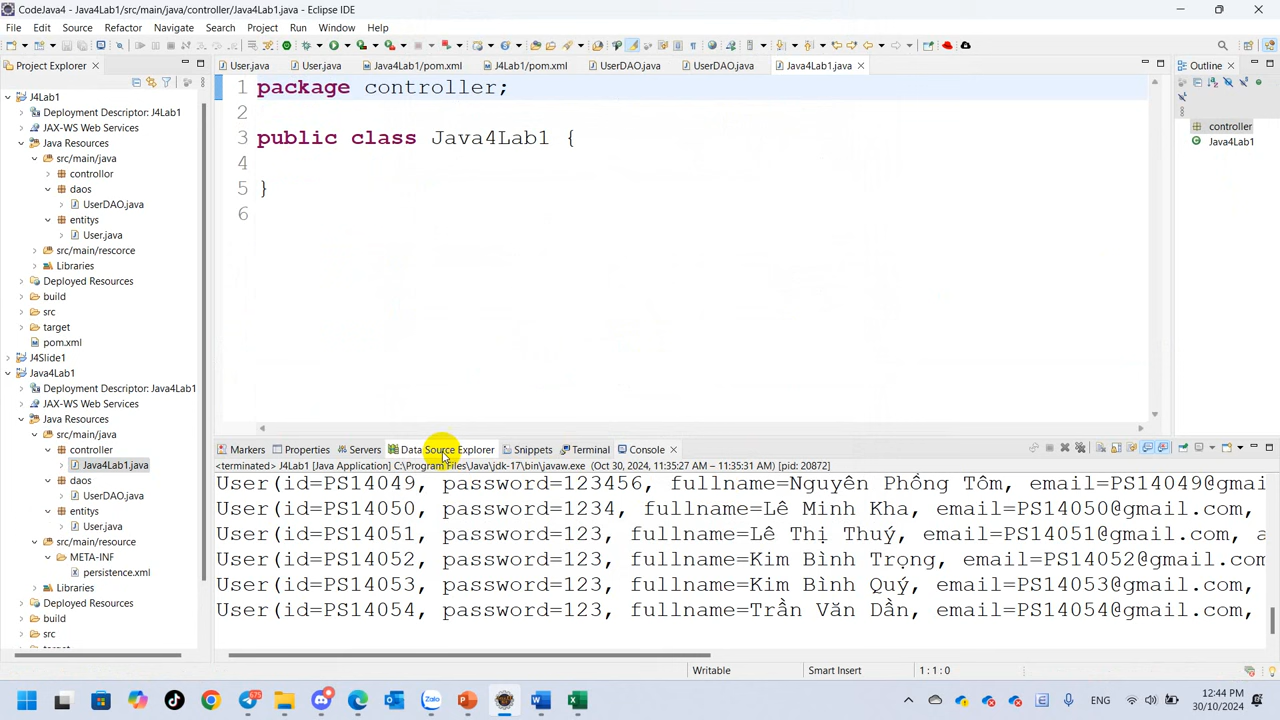 CodeJava4 - Java4Lab1/src/main/java/controller/Java4Lab1.java - Eclipse IDE
File Edit Source Refactor Navigate Search Project Run Window Help
Project Explorer
User.java User.java Java4Lab1/pom.xml J4Lab1/pom.xml UserDAO.java UserDAO.java Java4Lab1.java
Outline
J4Lab1
Deployment Descriptor: J4Lab1
JAX-WS Web Services
Java Resources
src/main/java
controllor
daos
UserDAO.java
entitys
User.java
src/main/rescorce
Libraries
Deployed Resources
build
src
target
pom.xml
J4Slide1
Java4Lab1
Deployment Descriptor: Java4Lab1
JAX-WS Web Services
Java Resources
src/main/java
controller
Java4Lab1.java
daos
UserDAO.java
entitys
User.java
src/main/resource
META-INF
persistence.xml
Libraries
Deployed Resources
build
src
1 package controller;
2
3 public class Java4Lab1 {
4
5 }
6
controller
Java4Lab1
Markers Properties Servers Data Source Explorer Snippets Terminal Console
<terminated> J4Lab1 [Java Application] C:\Program Files\Java\jdk-17\bin\javaw.exe (Oct 30, 2024, 11:35:27 AM – 11:35:31 AM) [pid: 20872]
User(id=PS14049, password=123456, fullname=Nguyên Phồng Tôm, email=PS14049@gmai
User(id=PS14050, password=1234, fullname=Lê Minh Kha, email=PS14050@gmail.com,
User(id=PS14051, password=123, fullname=Lê Thị Thuý, email=PS14051@gmail.com, a
User(id=PS14052, password=123, fullname=Kim Bình Trọng, email=PS14052@gmail.com
User(id=PS14053, password=123, fullname=Kim Bình Quý, email=PS14053@gmail.com,
User(id=PS14054, password=123, fullname=Trần Văn Dần, email=PS14054@gmail.com,
Writable Smart Insert 1 : 1 : 0
675
Zalo
ENG
12:44 PM
30/10/2024